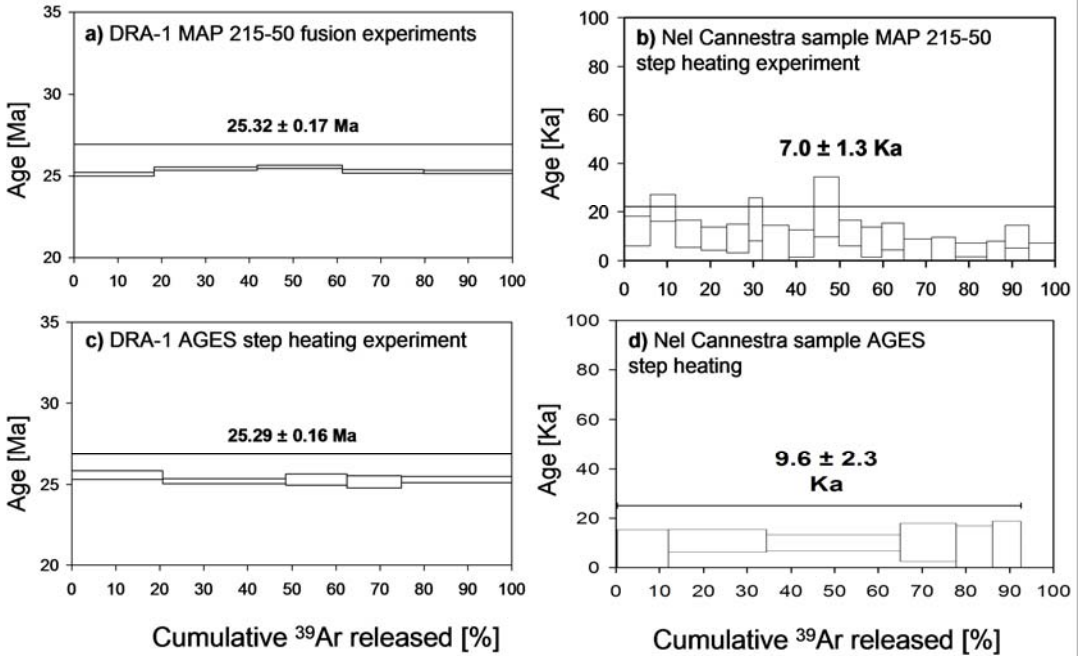 a) DRA-1 MAP 215-50 fusion experiments
25.32 ± 0.17 Ma
Age [Ma]
35
30
25
20
0 10 20 30 40 50 60 70 80 90 100
b) Nel Cannestra sample MAP 215-50
step heating experiment
7.0 ± 1.3 Ka
Age [Ka]
100
80
60
40
20
0
0 10 20 30 40 50 60 70 80 90 100
c) DRA-1 AGES step heating experiment
25.29 ± 0.16 Ma
Age [Ma]
35
30
25
20
0 10 20 30 40 50 60 70 80 90 100
Cumulative ³⁹Ar released [%]
d) Nel Cannestra sample AGES
step heating
9.6 ± 2.3
Ka
Age [Ka]
100
80
60
40
20
0
0 10 20 30 40 50 60 70 80 90 100
Cumulative ³⁹Ar released [%]